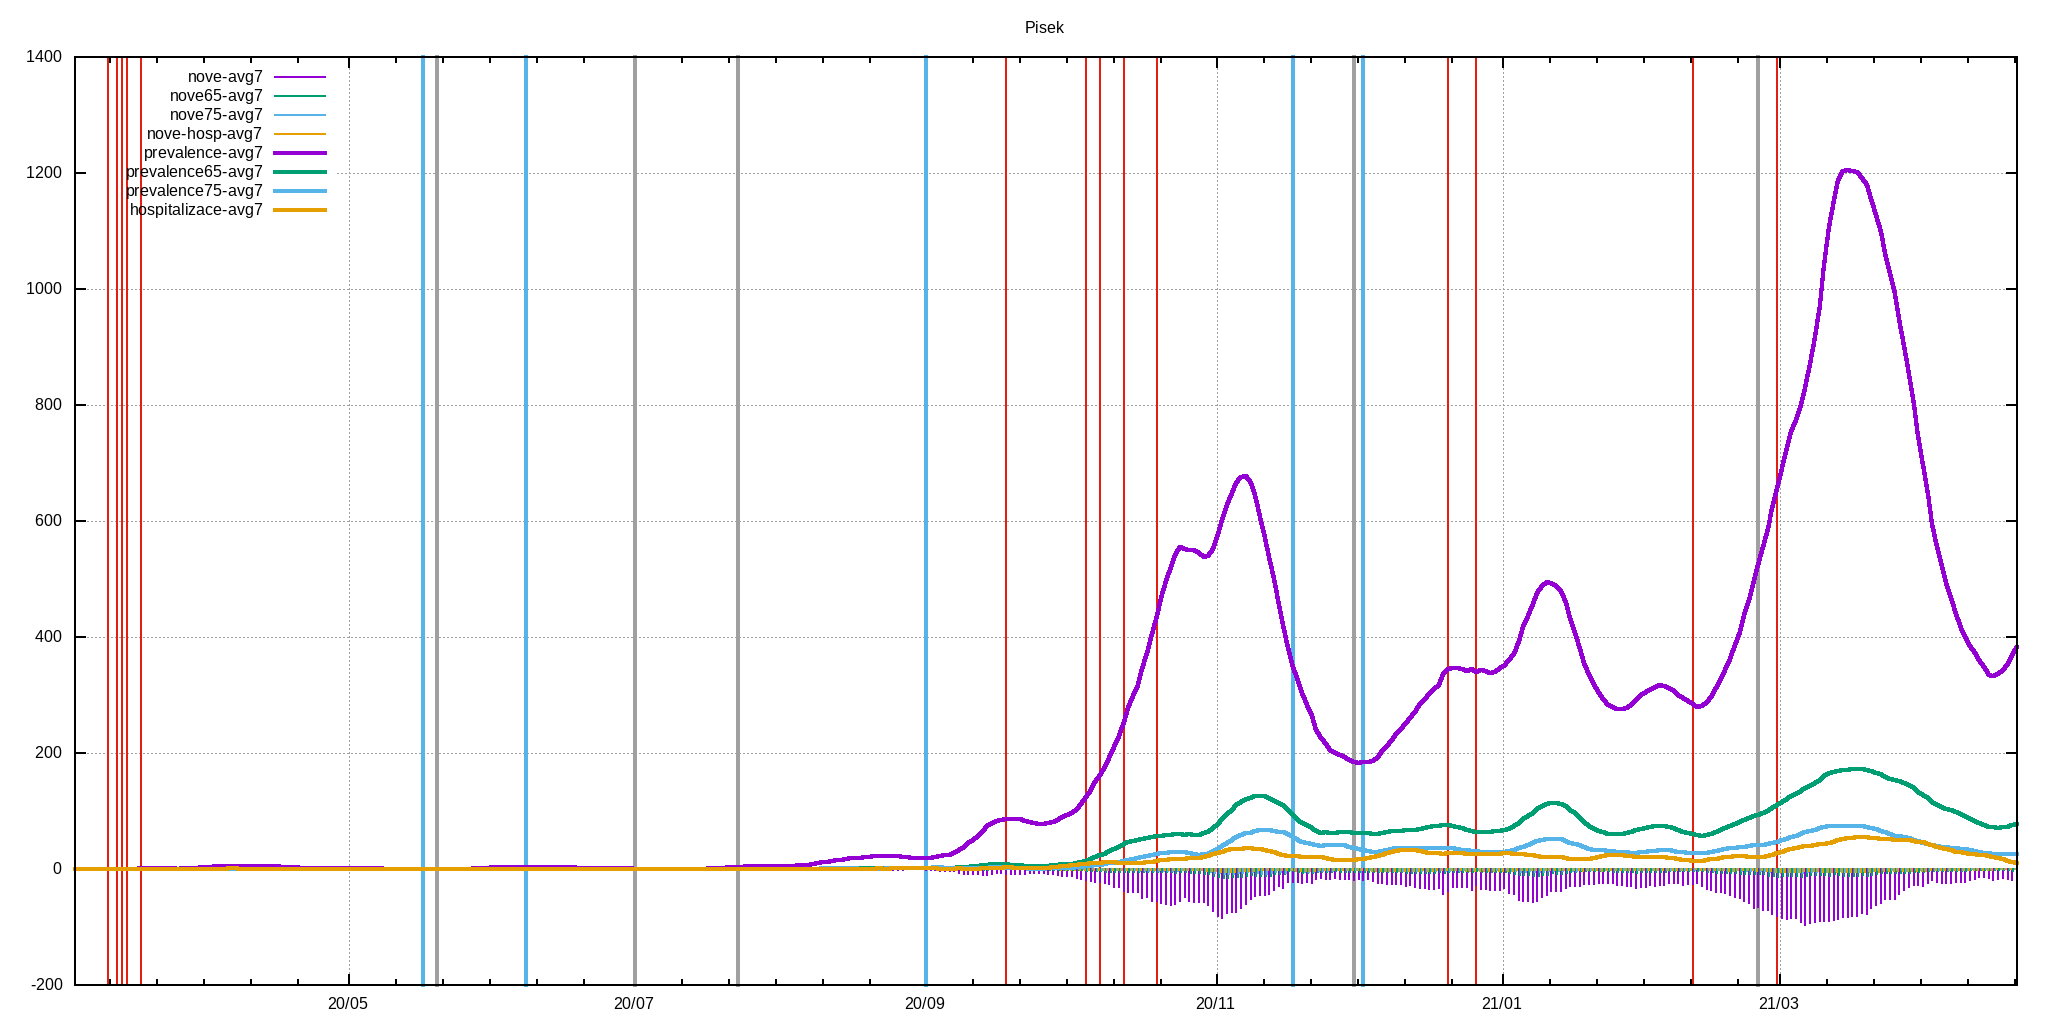 Pisek
1400
1200
1000
800
600
400
200
0
-200
nove-avg7
nove65-avg7
nove75-avg7
nove-hosp-avg7
prevalence-avg7
prevalence65-avg7
prevalence75-avg7
hospitalizace-avg7
20/05 20/07 20/09 20/11 21/01 21/03